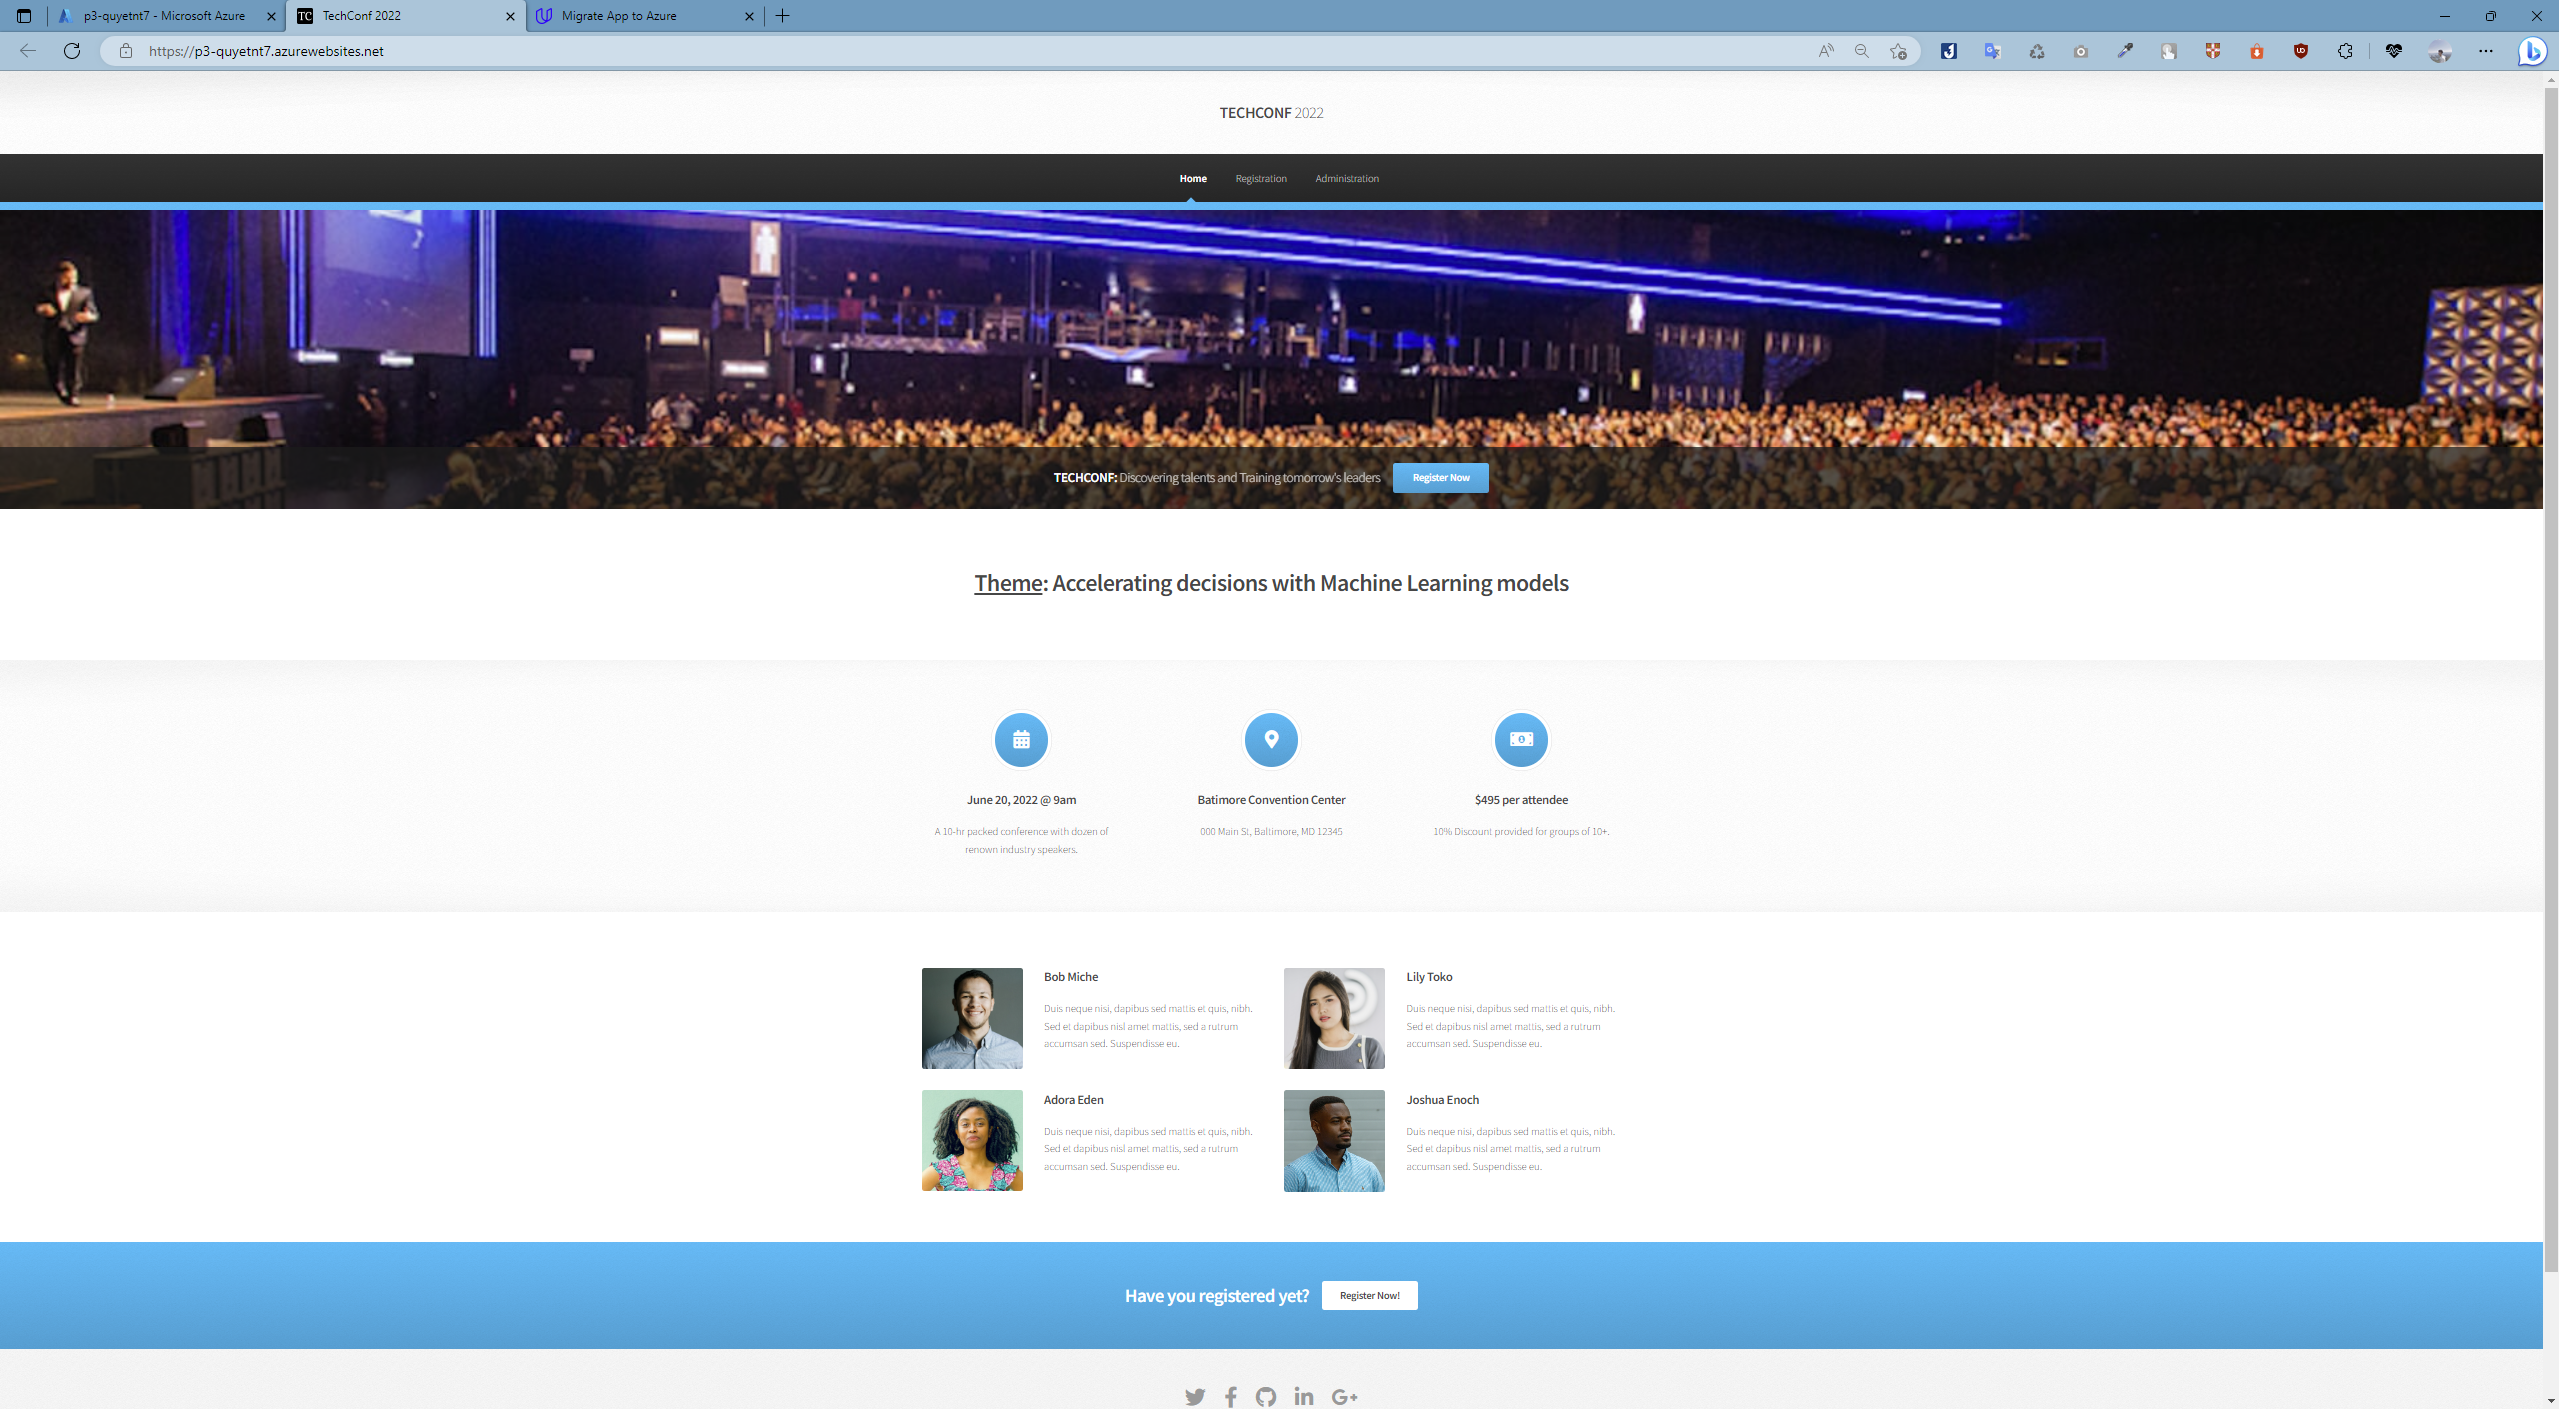 p3-quyetnt7 - Microsoft Azure
TechConf 2022
Migrate App to Azure
https://p3-quyetnt7.azurewebsites.net
TECHCONF 2022
Home
Registration
Administration
TECHCONF: Discovering talents and Training tomorrow's leaders
Register Now
Theme: Accelerating decisions with Machine Learning models
June 20, 2022 @ 9am
A 10-hr packed conference with dozen of
renown industry speakers.
Batimore Convention Center
000 Main St, Baltimore, MD 12345
$495 per attendee
10% Discount provided for groups of 10+.
Bob Miche
Duis neque nisi, dapibus sed mattis et quis, nibh.
Sed et dapibus nisl amet mattis, sed a rutrum
accumsan sed. Suspendisse eu.
Lily Toko
Duis neque nisi, dapibus sed mattis et quis, nibh.
Sed et dapibus nisl amet mattis, sed a rutrum
accumsan sed. Suspendisse eu.
Adora Eden
Duis neque nisi, dapibus sed mattis et quis, nibh.
Sed et dapibus nisl amet mattis, sed a rutrum
accumsan sed. Suspendisse eu.
Joshua Enoch
Duis neque nisi, dapibus sed mattis et quis, nibh.
Sed et dapibus nisl amet mattis, sed a rutrum
accumsan sed. Suspendisse eu.
Have you registered yet?
Register Now!